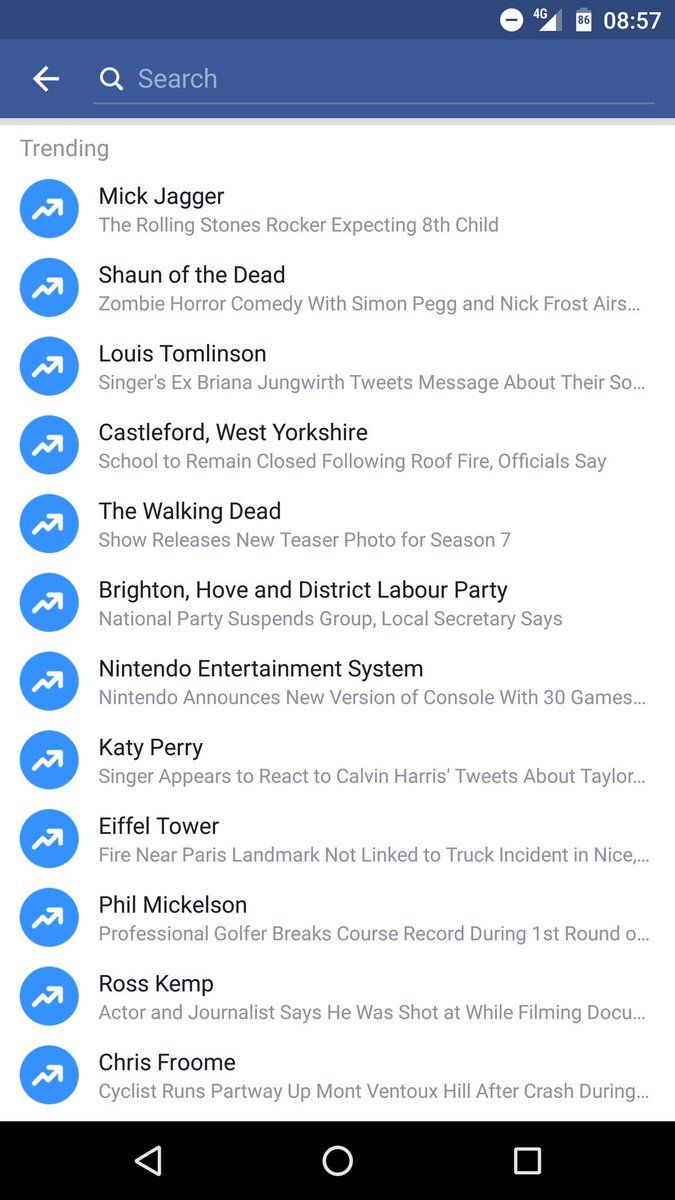 4G 86 08:57
Search
Trending
Mick Jagger
The Rolling Stones Rocker Expecting 8th Child
Shaun of the Dead
Zombie Horror Comedy With Simon Pegg and Nick Frost Airs...
Louis Tomlinson
Singer's Ex Briana Jungwirth Tweets Message About Their So...
Castleford, West Yorkshire
School to Remain Closed Following Roof Fire, Officials Say
The Walking Dead
Show Releases New Teaser Photo for Season 7
Brighton, Hove and District Labour Party
National Party Suspends Group, Local Secretary Says
Nintendo Entertainment System
Nintendo Announces New Version of Console With 30 Games...
Katy Perry
Singer Appears to React to Calvin Harris' Tweets About Taylor...
Eiffel Tower
Fire Near Paris Landmark Not Linked to Truck Incident in Nice,...
Phil Mickelson
Professional Golfer Breaks Course Record During 1st Round o...
Ross Kemp
Actor and Journalist Says He Was Shot at While Filming Docu...
Chris Froome
Cyclist Runs Partway Up Mont Ventoux Hill After Crash During...